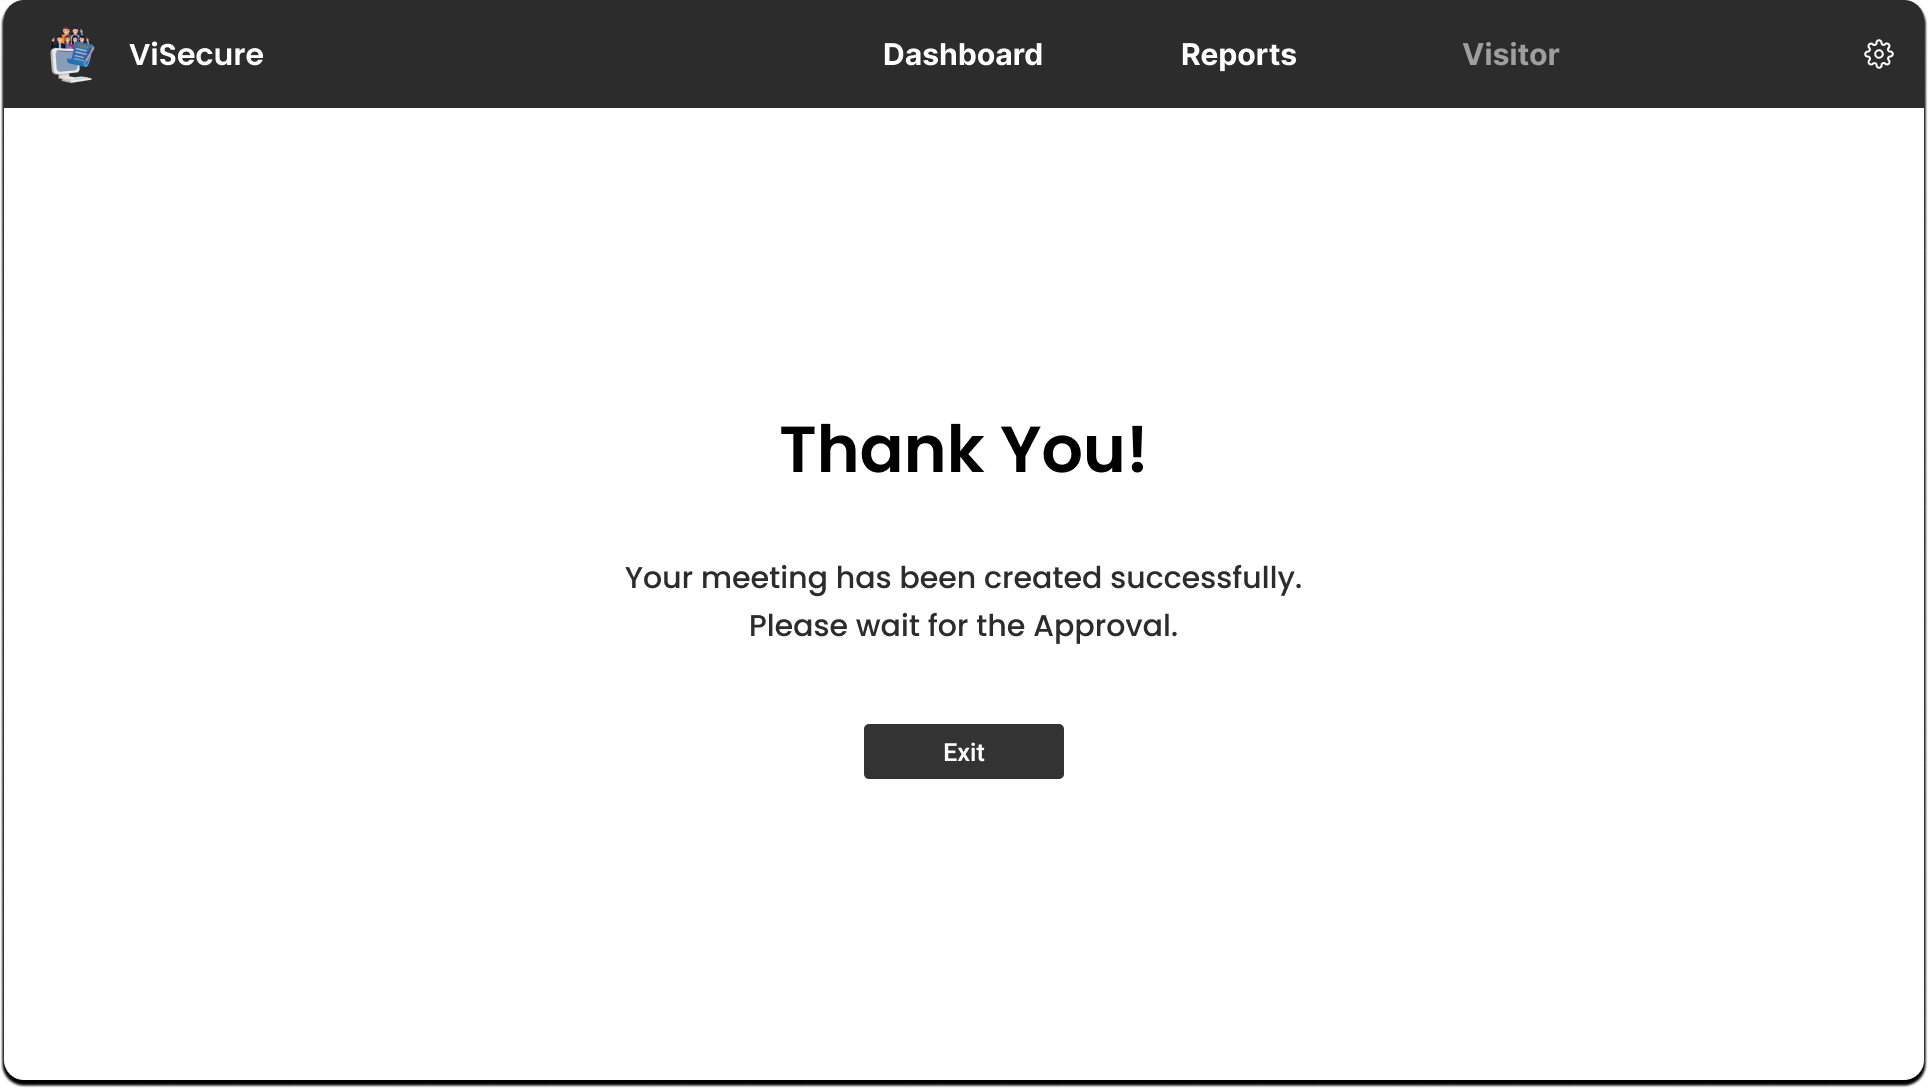 ViSecure
Dashboard
Reports
Visitor
Thank You!
Your meeting has been created successfully.
Please wait for the Approval.
Exit